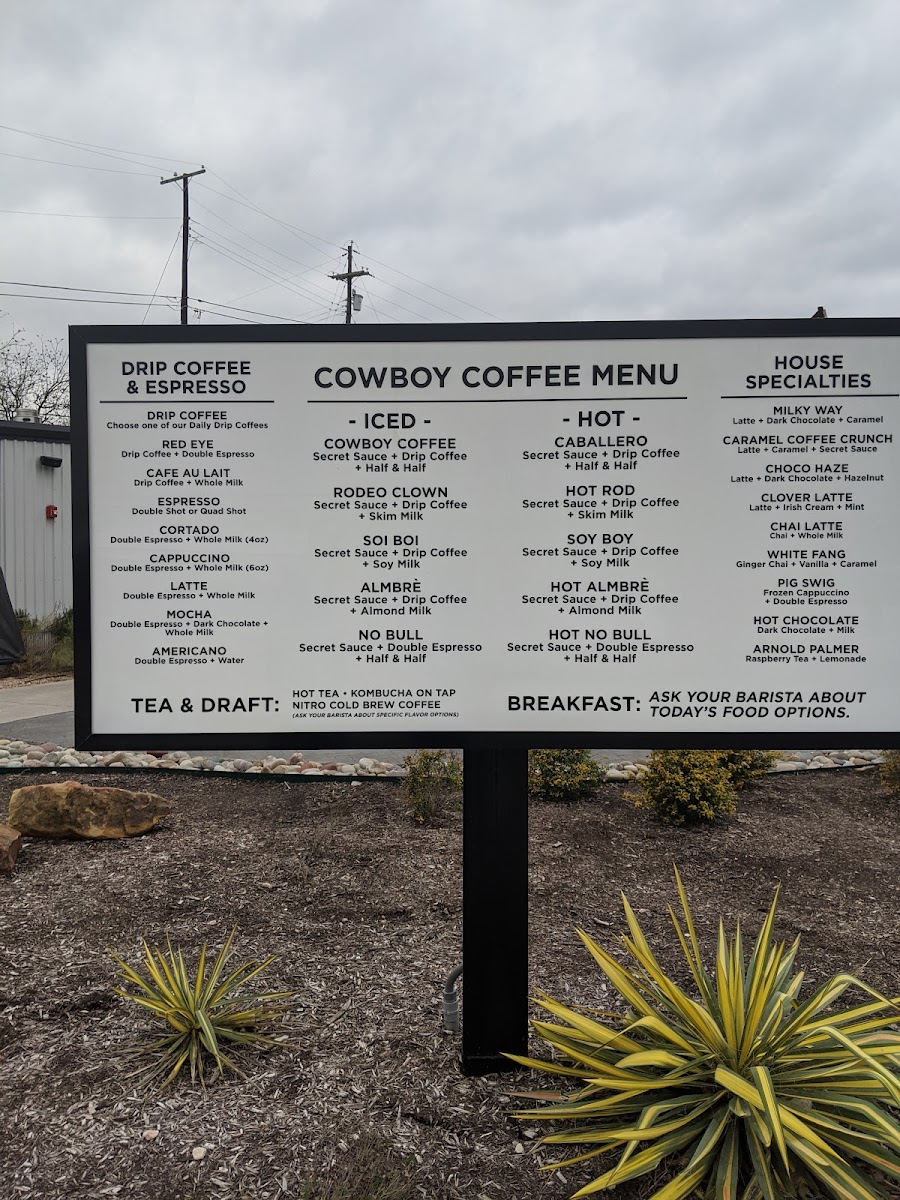 DRIP COFFEE
& ESPRESSO
DRIP COFFEE
Choose one of our Daily Drip Coffees
RED EYE
Drip Coffee + Double Espresso
CAFE AU LAIT
Drip Coffee + Whole Milk
ESPRESSO
Double Shot or Quad Shot
CORTADO
Double Espresso + Whole Milk (4oz)
CAPPUCCINO
Double Espresso + Whole Milk (6oz)
LATTE
Double Espresso + Whole Milk
MOCHA
Double Espresso + Dark Chocolate +
Whole Milk
AMERICANO
Double Espresso + Water
COWBOY COFFEE MENU
- ICED -
COWBOY COFFEE
Secret Sauce + Drip Coffee
+ Half & Half
RODEO CLOWN
Secret Sauce + Drip Coffee
+ Skim Milk
SOI BOI
Secret Sauce + Drip Coffee
+ Soy Milk
ALMBRÈ
Secret Sauce + Drip Coffee
+ Almond Milk
NO BULL
Secret Sauce + Double Espresso
+ Half & Half
- HOT -
CABALLERO
Secret Sauce + Drip Coffee
+ Half & Half
HOT ROD
Secret Sauce + Drip Coffee
+ Skim Milk
SOY BOY
Secret Sauce + Drip Coffee
+ Soy Milk
HOT ALMBRÈ
Secret Sauce + Drip Coffee
+ Almond Milk
HOT NO BULL
Secret Sauce + Double Espresso
+ Half & Half
HOUSE
SPECIALTIES
MILKY WAY
Latte + Dark Chocolate + Caramel
CARAMEL COFFEE CRUNCH
Latte + Caramel + Secret Sauce
CHOCO HAZE
Latte + Dark Chocolate + Hazelnut
CLOVER LATTE
Latte + Irish Cream + Mint
CHAI LATTE
Chai + Whole Milk
WHITE FANG
Ginger Chai + Vanilla + Caramel
PIG SWIG
Frozen Cappuccino
+ Double Espresso
HOT CHOCOLATE
Dark Chocolate + Milk
ARNOLD PALMER
Raspberry Tea + Lemonade
TEA & DRAFT:
HOT TEA • KOMBUCHA ON TAP
NITRO COLD BREW COFFEE
(ASK YOUR BARISTA ABOUT SPECIFIC FLAVOR OPTIONS)
BREAKFAST:
ASK YOUR BARISTA ABOUT
TODAY'S FOOD OPTIONS.